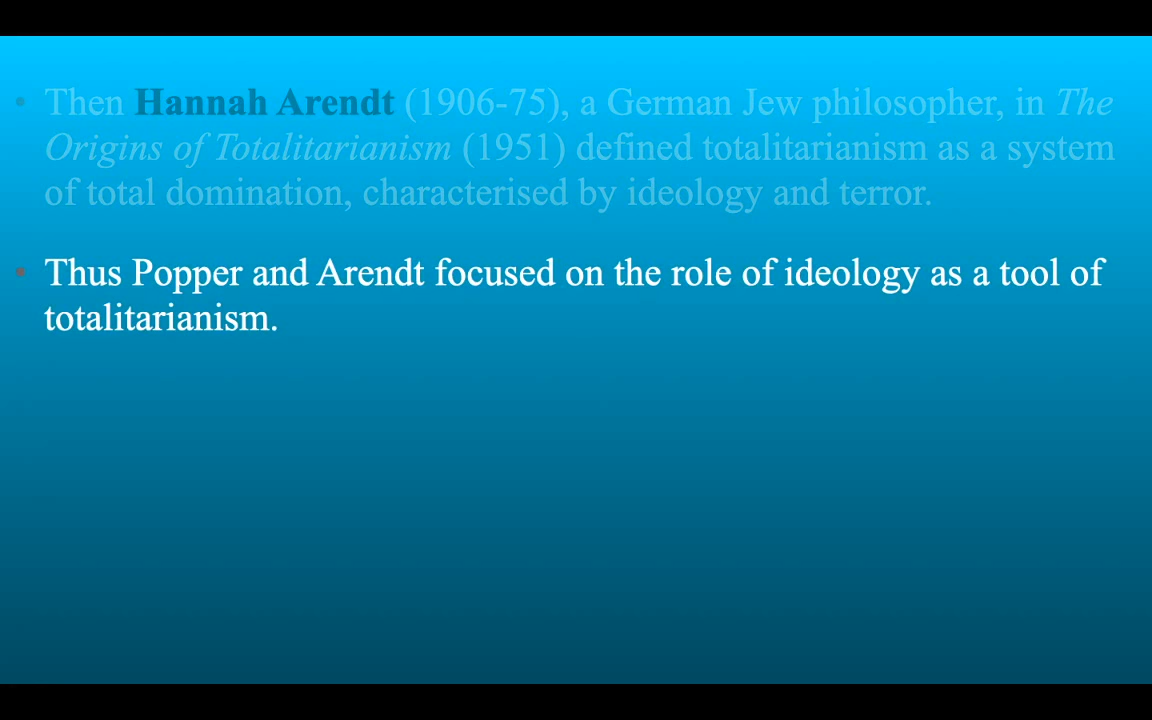 • Then Hannah Arendt (1906-75), a German Jew philosopher, in The
Origins of Totalitarianism (1951) defined totalitarianism as a system
of total domination, characterised by ideology and terror.
• Thus Popper and Arendt focused on the role of ideology as a tool of
totalitarianism.